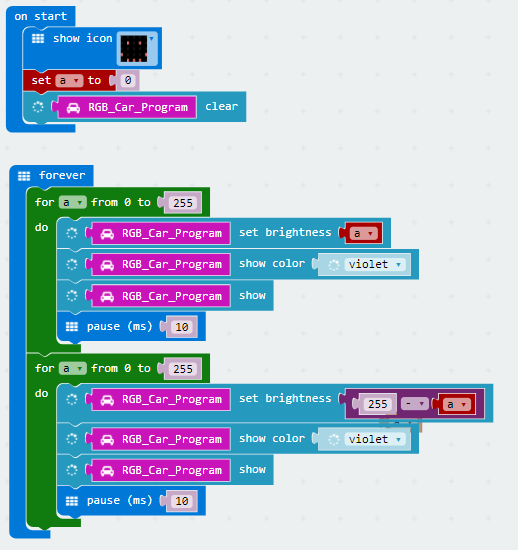 on start
show icon
set a to 0
RGB_Car_Program clear
forever
for a from 0 to 255
do
RGB_Car_Program set brightness a
RGB_Car_Program show color violet
RGB_Car_Program show
pause (ms) 10
for a from 0 to 255
do
RGB_Car_Program set brightness 255 - a
RGB_Car_Program show color violet
RGB_Car_Program show
pause (ms) 10